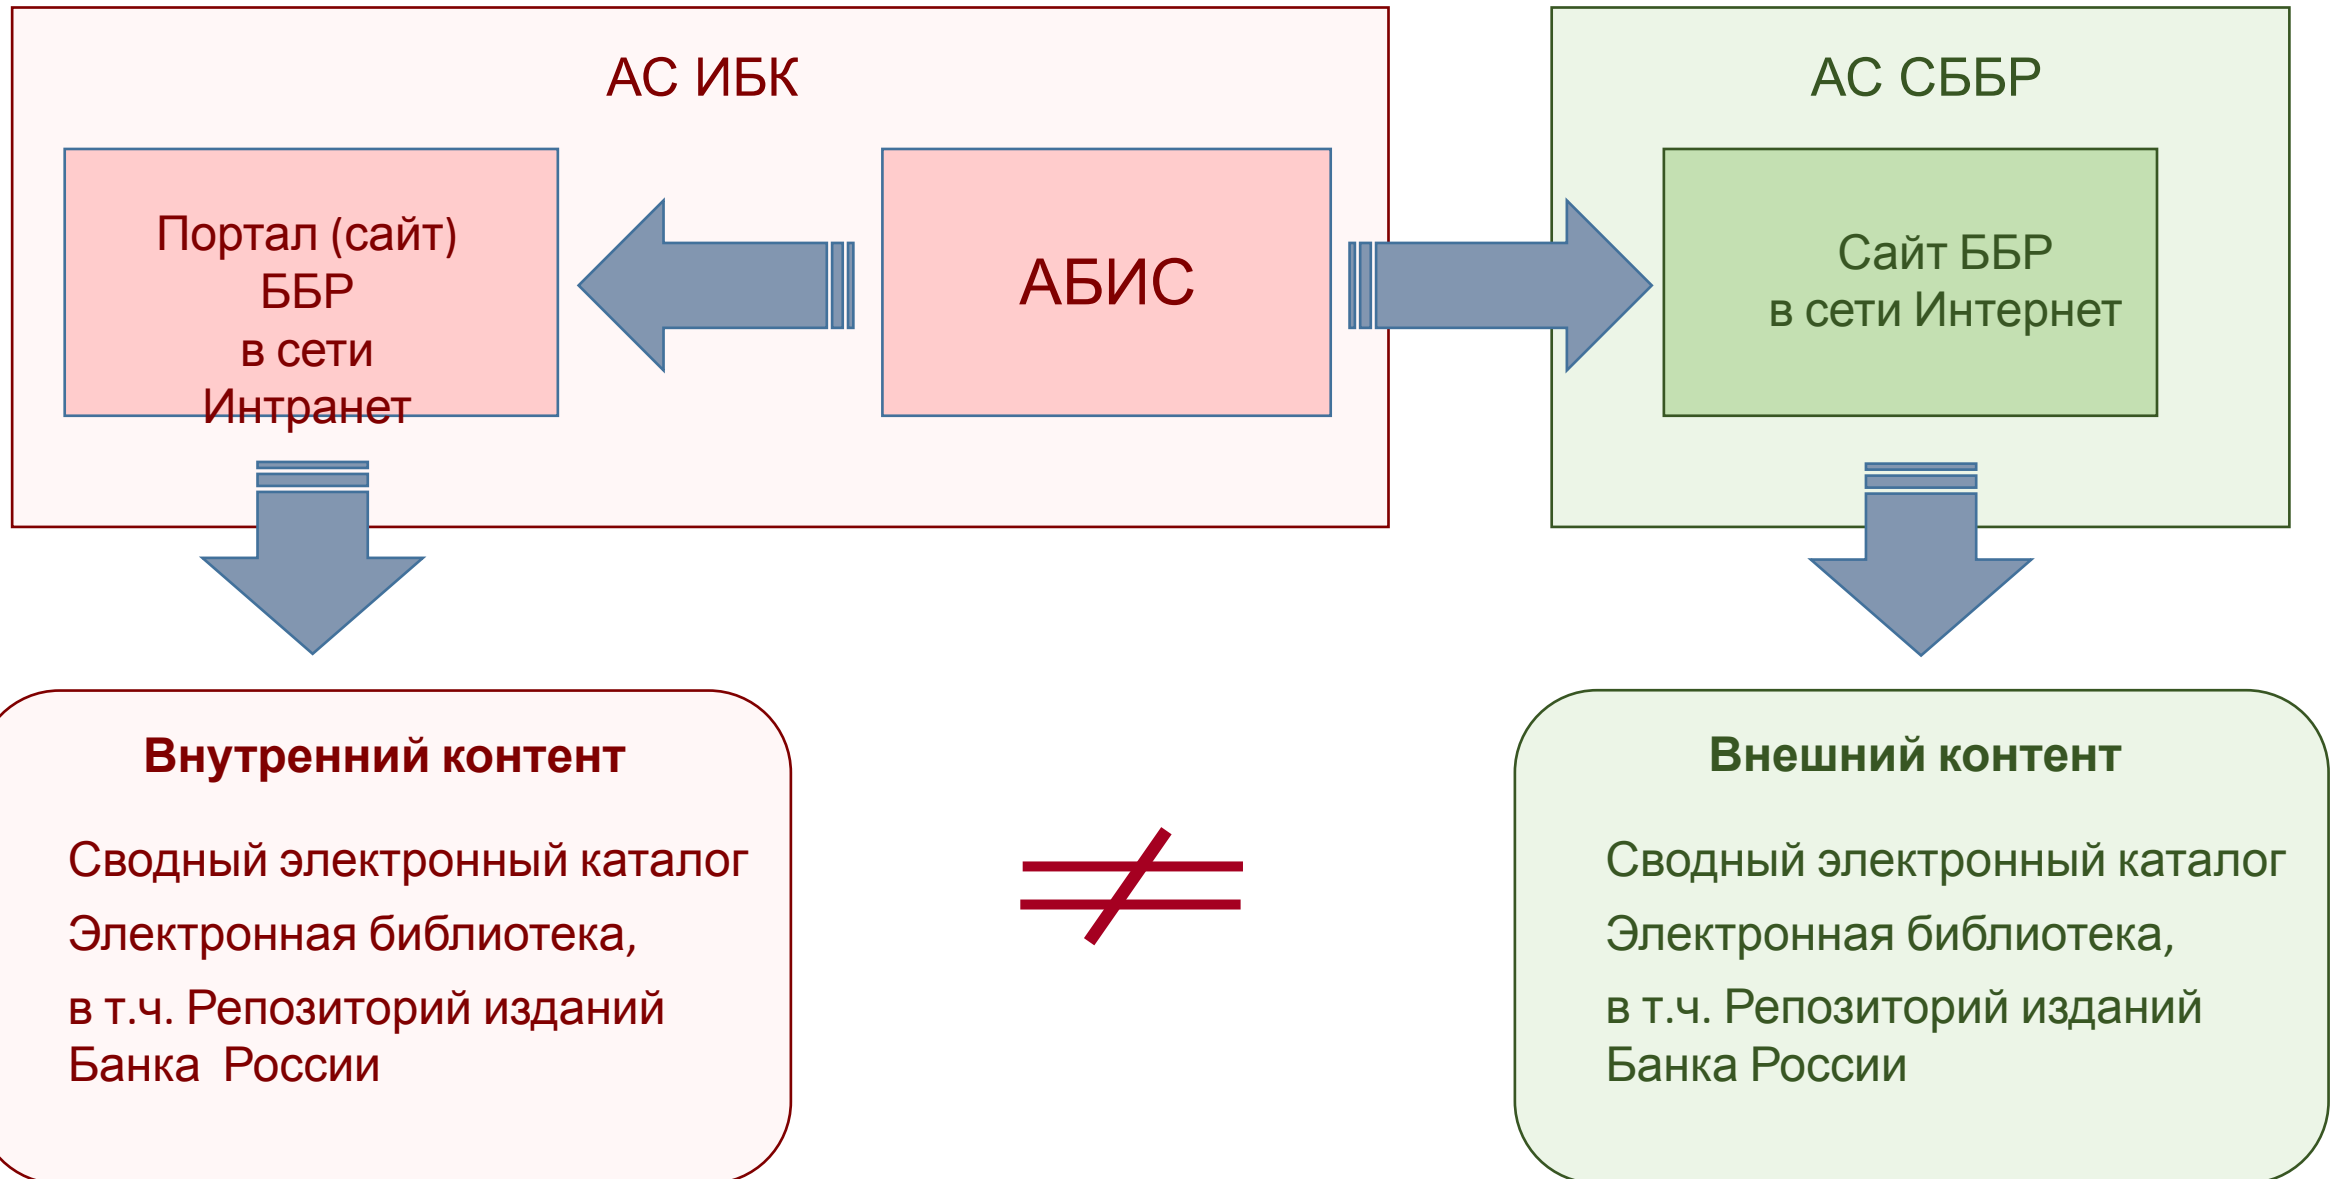 АС ИБК
АС СББР
Портал (сайт)
ББР
в сети
Интранет
АБИС
Сайт ББР
в сети Интернет
Внутренний контент
Сводный электронный каталог
Электронная библиотека,
в т.ч. Репозиторий изданий
Банка  России
≠
Внешний контент
Сводный электронный каталог
Электронная библиотека,
в т.ч. Репозиторий изданий
Банка России